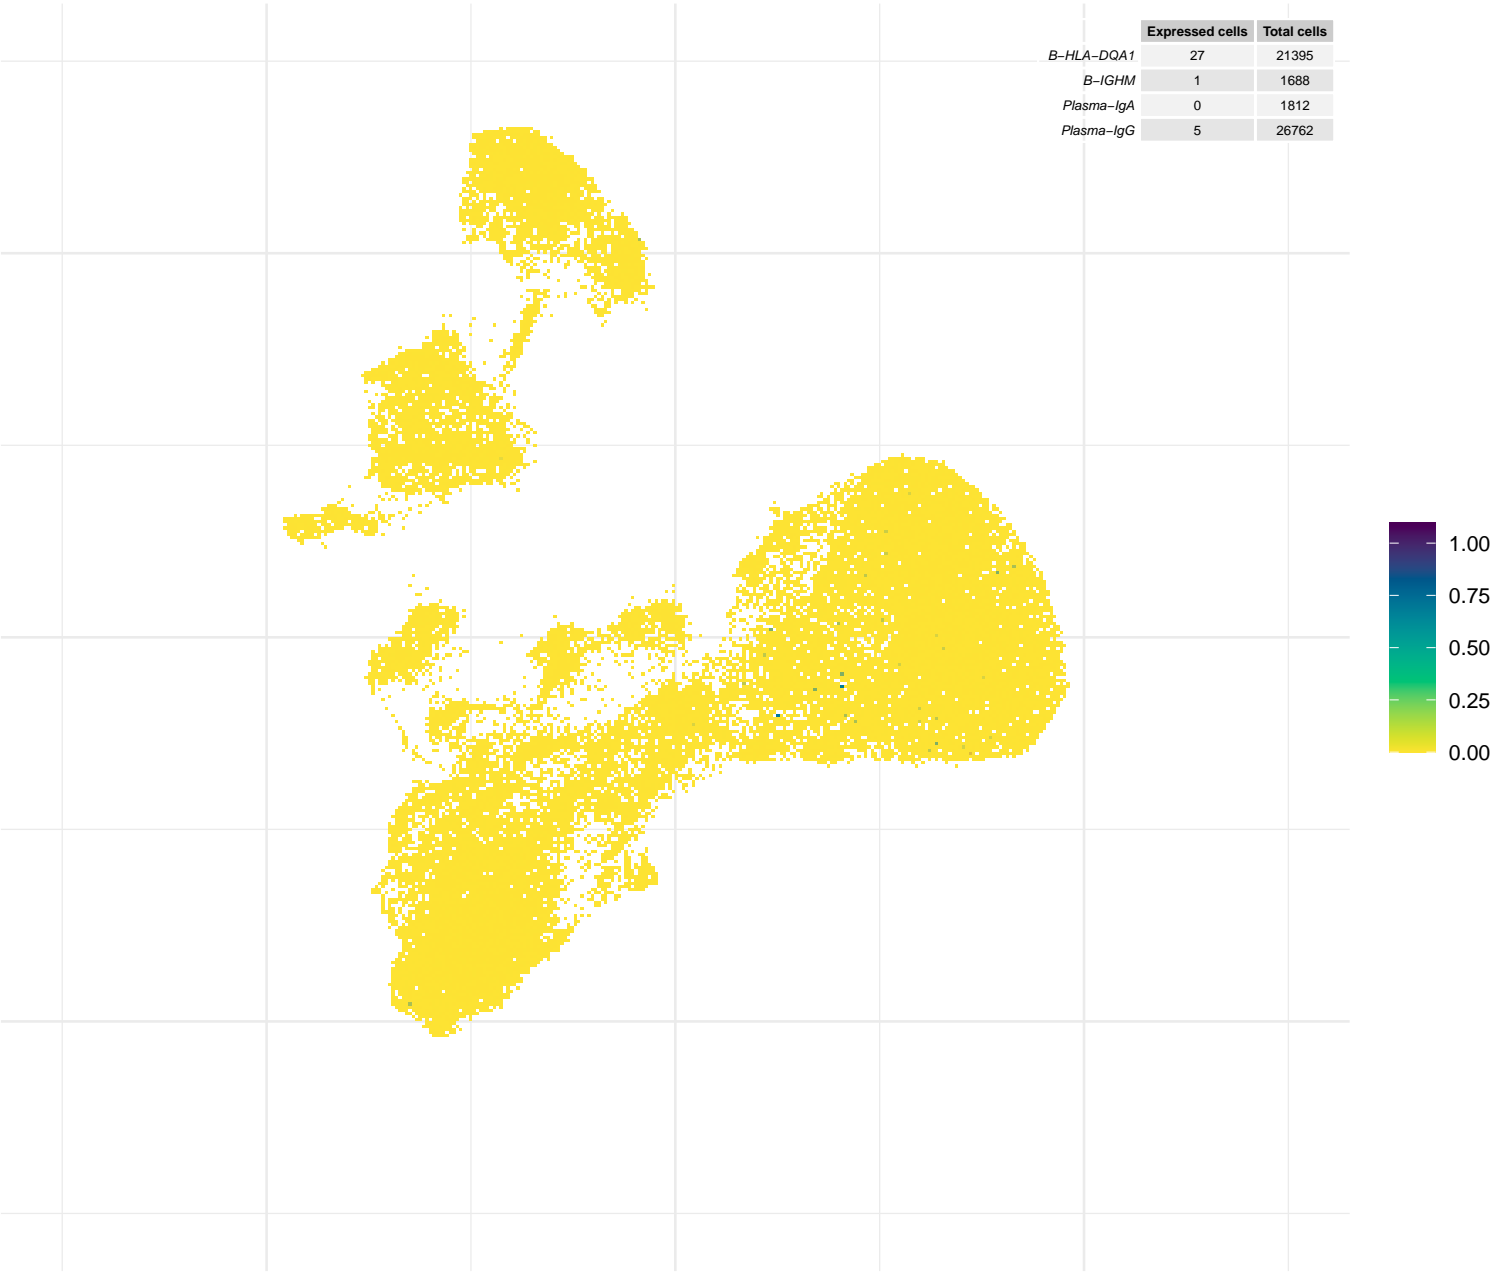 Expressed cells Total cells
B−HLA−DQA1 27 21395
B−IGHM 1 1688
Plasma−IgA 0 1812
Plasma−IgG 5 26762
1.00
0.75
0.50
0.25
0.00